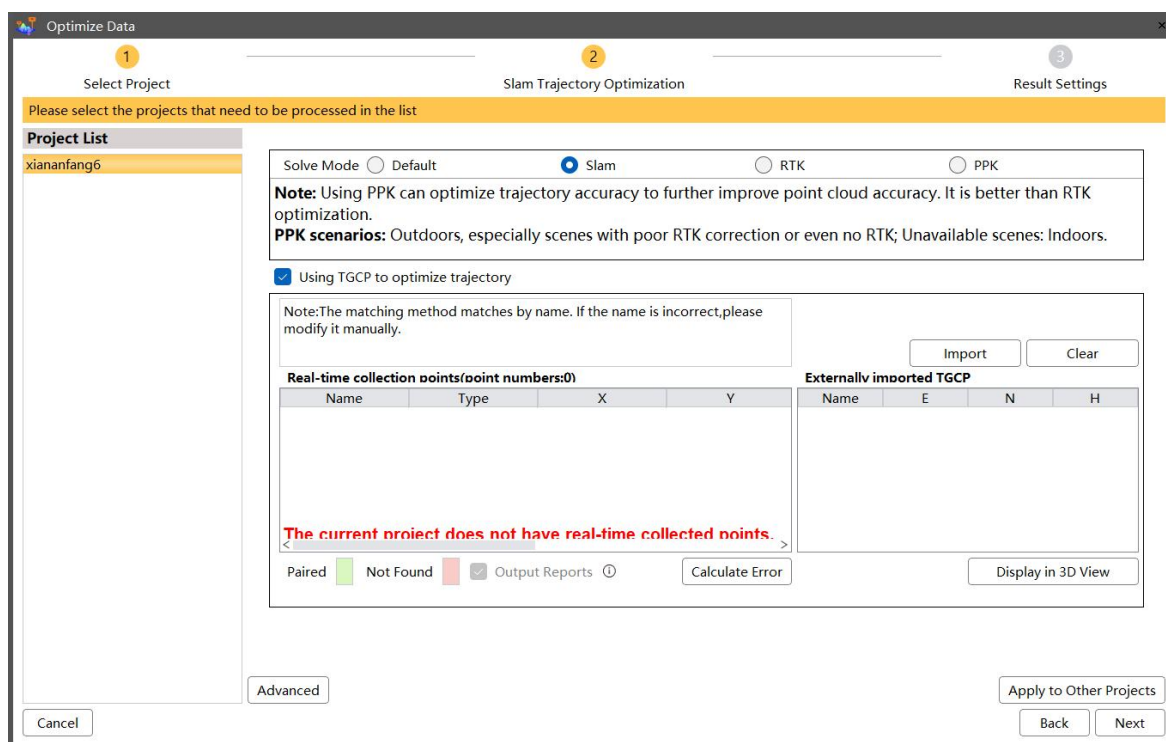 Optimize Data
1
2
3
Select Project
Slam Trajectory Optimization
Result Settings
Please select the projects that need to be processed in the list
Project List
xiananfang6
Solve Mode Default Slam RTK PPK
Note: Using PPK can optimize trajectory accuracy to further improve point cloud accuracy. It is better than RTK
optimization.
PPK scenarios: Outdoors, especially scenes with poor RTK correction or even no RTK; Unavailable scenes: Indoors.
Using TGCP to optimize trajectory
Note:The matching method matches by name. If the name is incorrect,please
modify it manually.
Import Clear
Real-time collection points(point numbers:0)
Name Type X Y
The current project does not have real-time collected points.
Externally imported TGCP
Name E N H
Paired Not Found Output Reports Calculate Error
Display in 3D View
Advanced
Apply to Other Projects
Cancel
Back Next